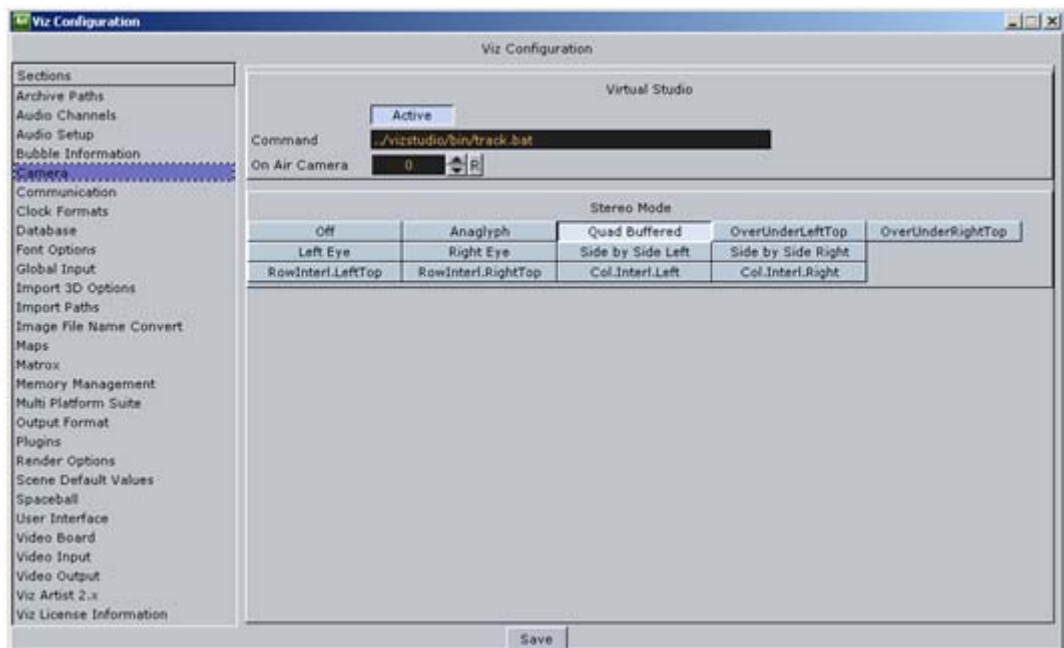 Viz Configuration
Viz Configuration
Sections
Archive Paths
Audio Channels
Audio Setup
Bubble Information
Camera
Communication
Clock Formats
Database
Font Options
Global Input
Import 3D Options
Import Paths
Image File Name Convert
Maps
Matrox
Memory Management
Multi Platform Suite
Output Format
Plugins
Render Options
Scene Default Values
Spaceball
User Interface
Video Board
Video Input
Video Output
Viz Artist 2.x
Viz License Information
Virtual Studio
Active
Command ../vizstudio/bin/track.bat
On Air Camera 0 R
Stereo Mode
Off Anaglyph Quad Buffered OverUnderLeftTop OverUnderRightTop
Left Eye Right Eye Side by Side Left Side by Side Right
RowInterl.LeftTop RowInterl.RightTop Col.Interl.Left Col.Interl.Right
Save